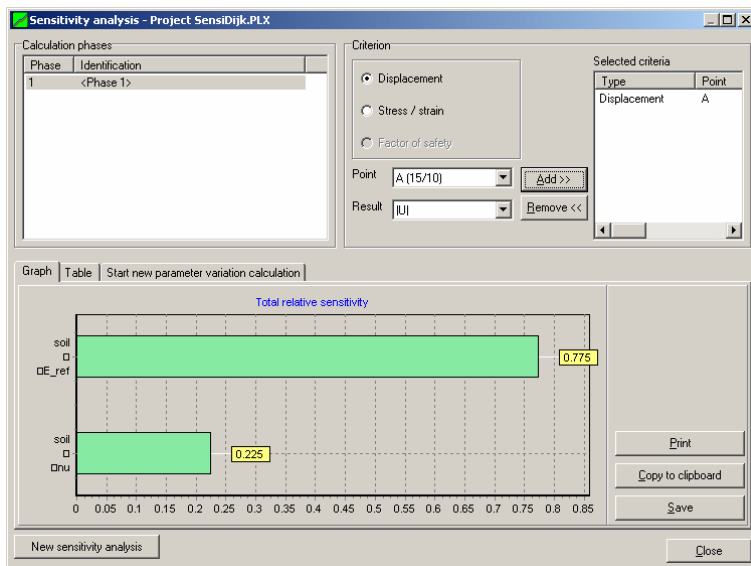 Sensitivity analysis - Project SensiDijk.PLX
Calculation phases
Phase Identification
1 <Phase 1>
Criterion
Displacement
Stress / strain
Factor of safety
Point A (15/10)
Result |U|
Add >>
Remove <<
Selected criteria
Type Point
Displacement A
Graph Table Start new parameter variation calculation
Total relative sensitivity
soil
E_ref
0.775
soil
nu
0.225
0 0.05 0.1 0.15 0.2 0.25 0.3 0.35 0.4 0.45 0.5 0.55 0.6 0.65 0.7 0.75 0.8 0.85
Print
Copy to clipboard
Save
New sensitivity analysis
Close